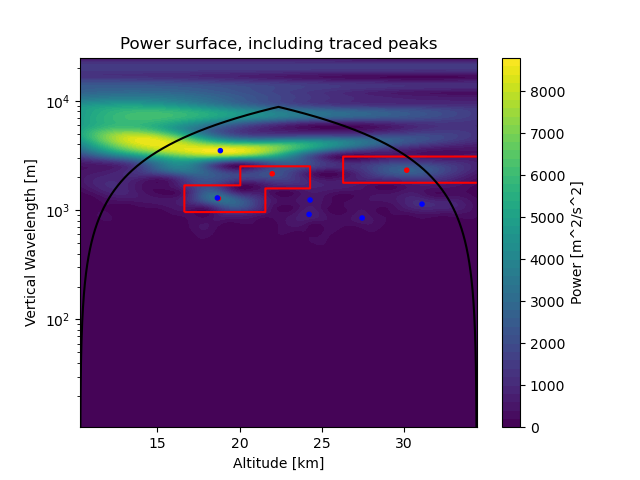 Power surface, including traced peaks
10^4
10^3
10^2
Vertical Wavelength [m]
15 20 25 30
Altitude [km]
8000
7000
6000
5000
4000
3000
2000
1000
0
Power [m^2/s^2]